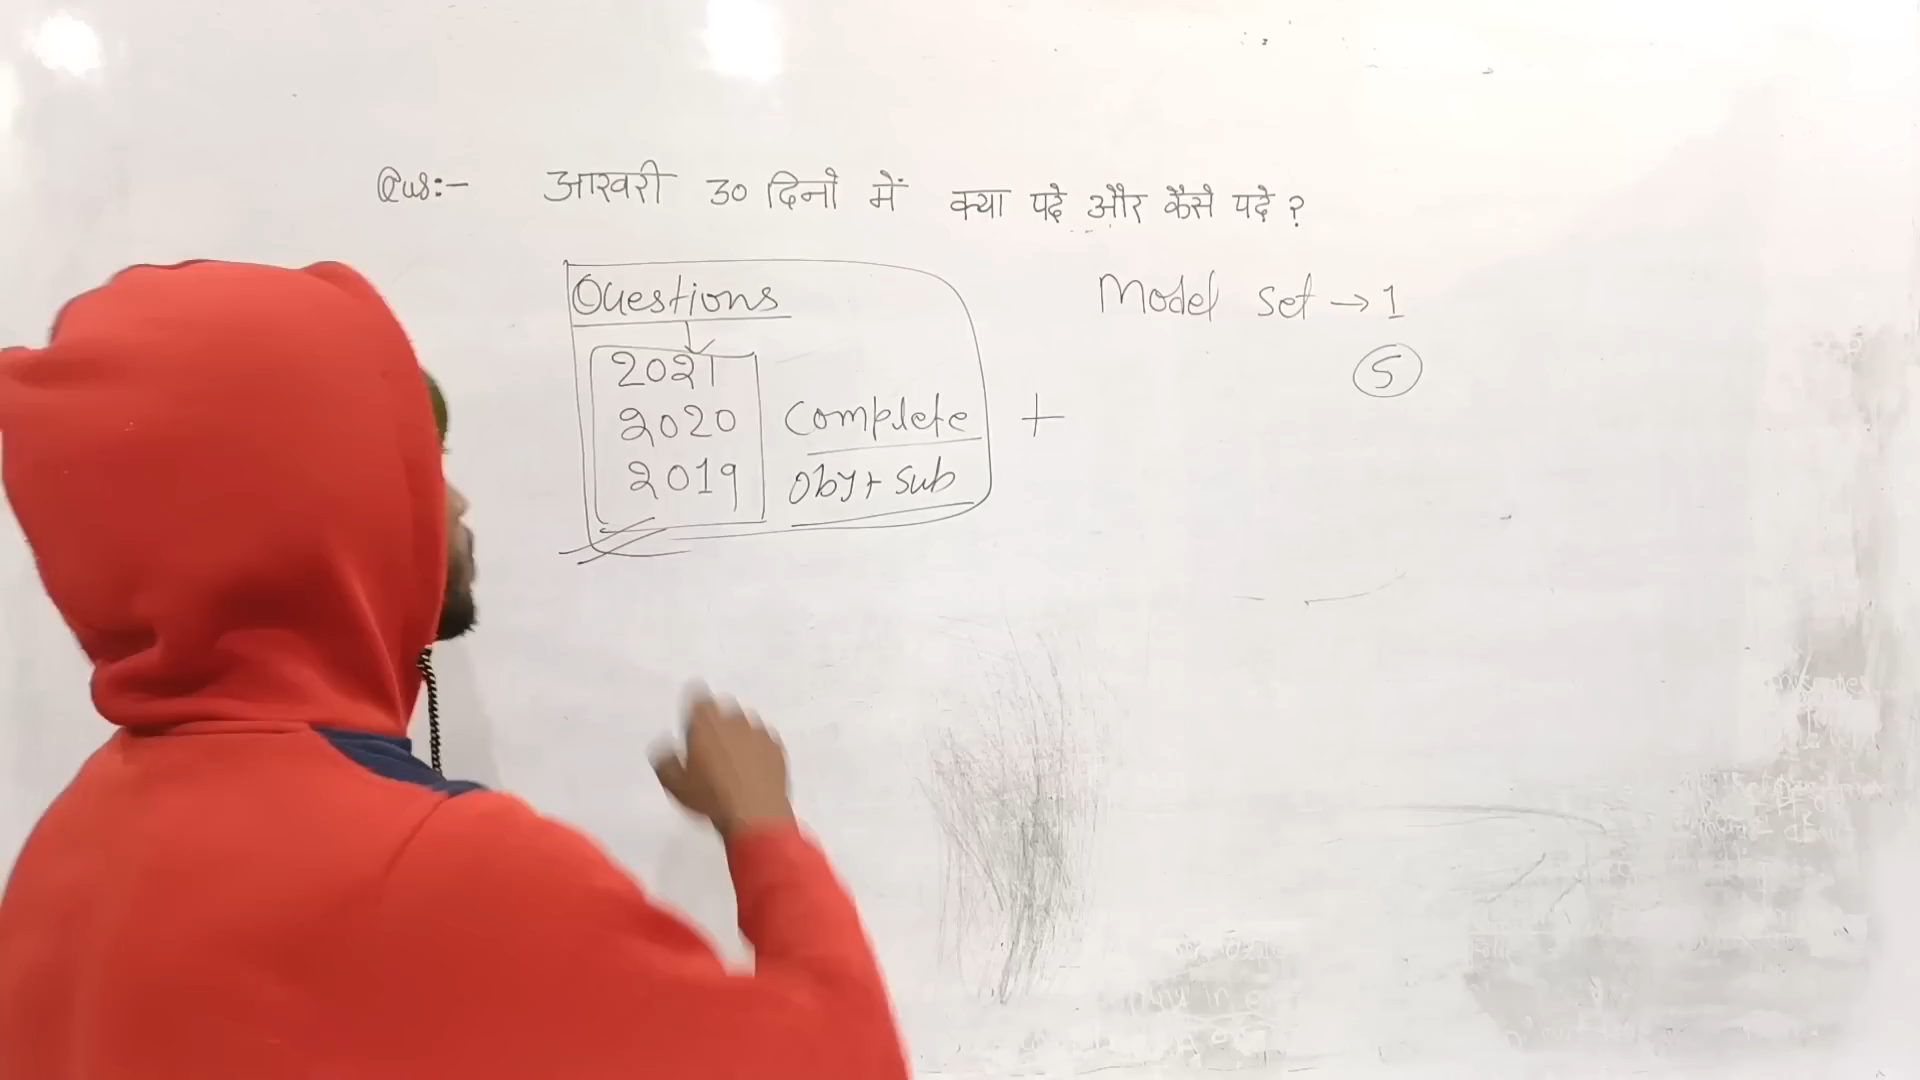 Qus:- आखरी 30 दिनो में क्या पढे और कैसे पढे ?
Questions
2021
2020
2019
Complete
obj + sub
+
Model Set → 1
5